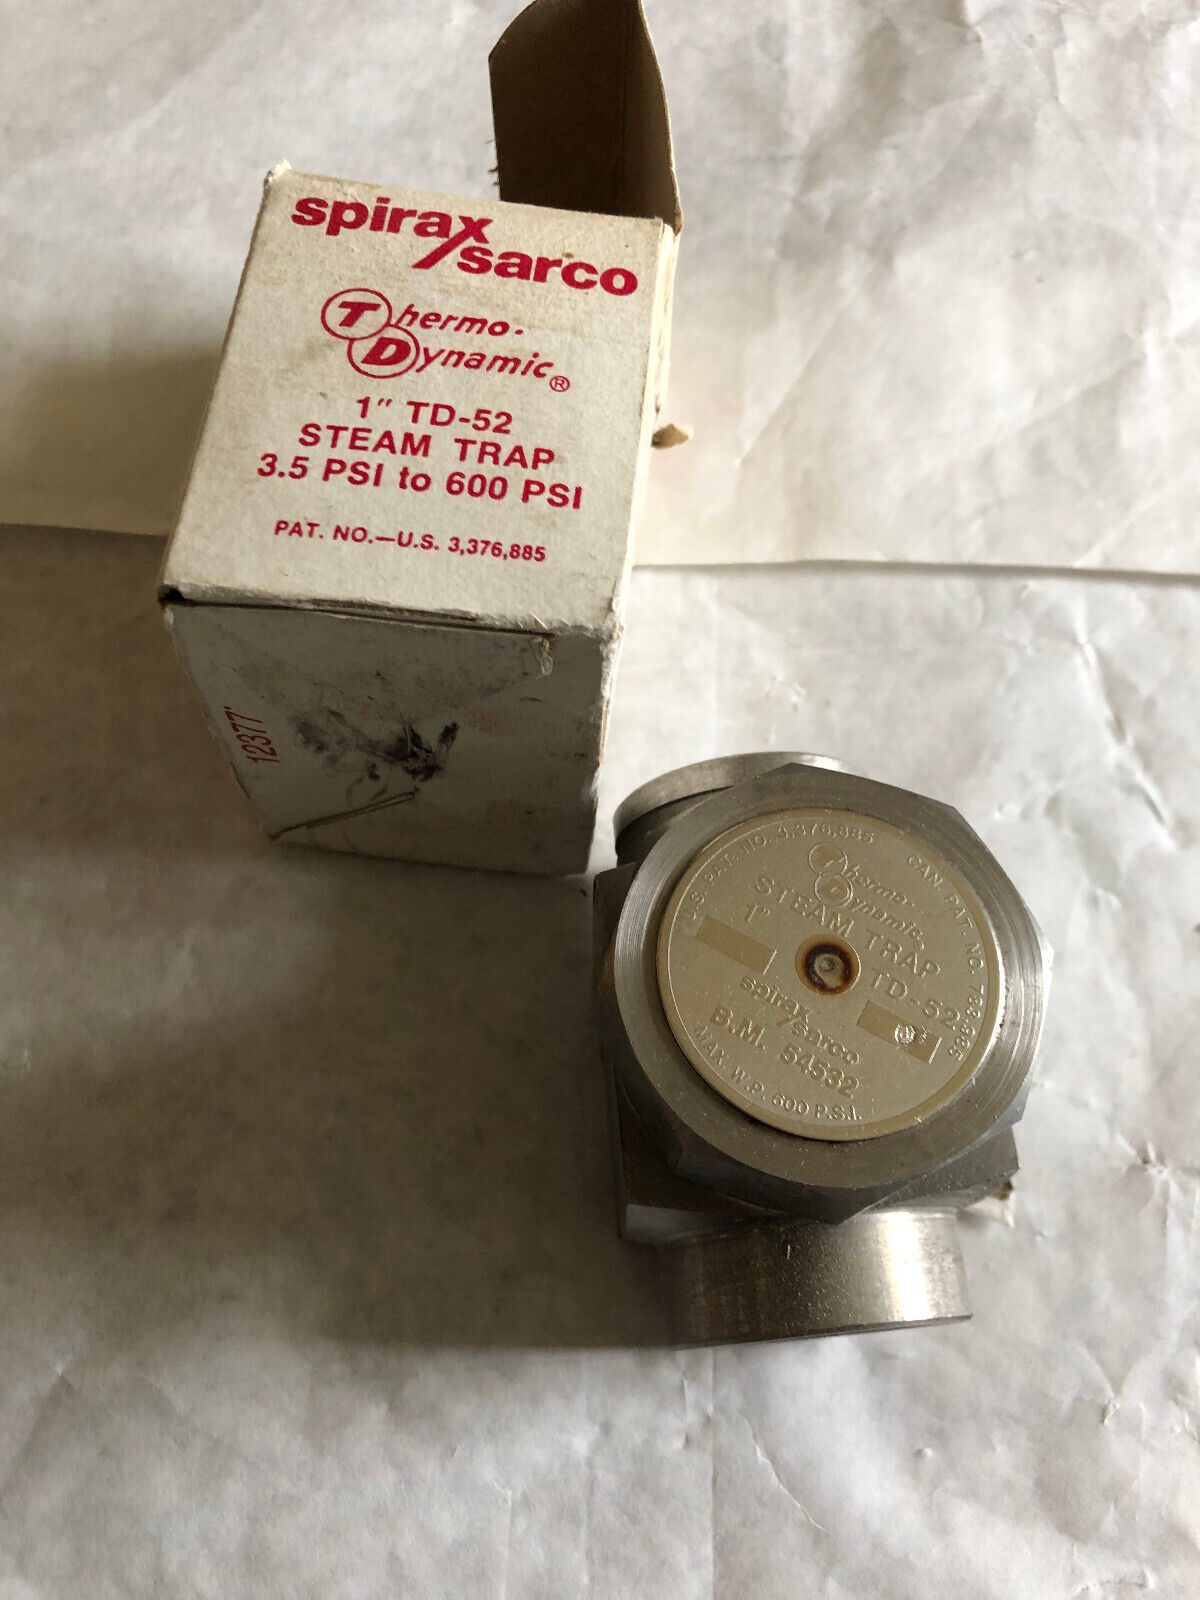 spirax
sarco
Thermo-
Dynamic®
1" TD-52
STEAM TRAP
3.5 PSI to 600 PSI
PAT. NO.—U.S. 3,376,885
12377
U.S. PAT. NO. 3,376,885 CAN. PAT. NO. 793,885
Thermo-
Dynamic
STEAM TRAP
1" TD-52
spirax
sarco
B.M. 54532
MAX. W.P. 600 P.S.I.